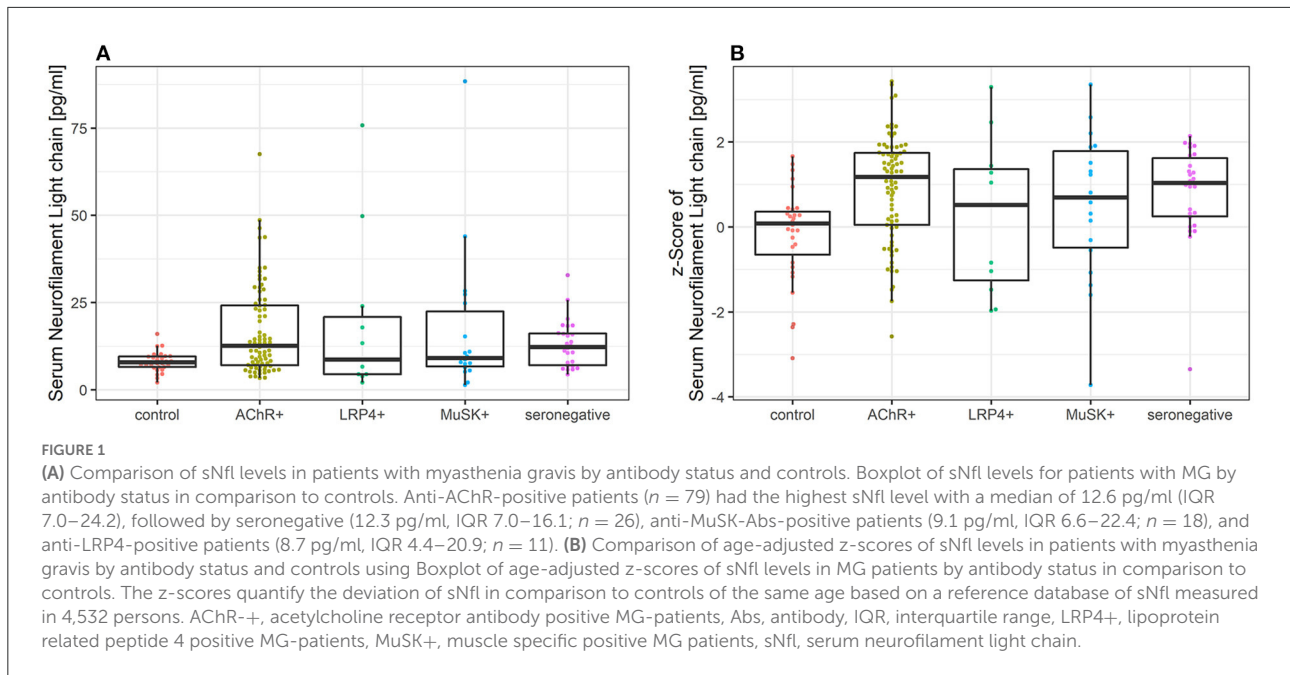 A
B
Serum Neurofilament Light chain [pg/ml]
75
50
25
0
control
AChR+
LRP4+
MuSK+
seronegative
z-Score of
Serum Neurofilament Light chain [pg/ml]
2
0
-2
-4
control
AChR+
LRP4+
MuSK+
seronegative
FIGURE 1
(A) Comparison of sNfl levels in patients with myasthenia gravis by antibody status and controls. Boxplot of sNfl levels for patients with MG by
antibody status in comparison to controls. Anti-AChR-positive patients (n = 79) had the highest sNfl level with a median of 12.6 pg/ml (IQR
7.0–24.2), followed by seronegative (12.3 pg/ml, IQR 7.0–16.1; n = 26), anti-MuSK-Abs-positive patients (9.1 pg/ml, IQR 6.6–22.4; n = 18), and
anti-LRP4-positive patients (8.7 pg/ml, IQR 4.4–20.9; n = 11). (B) Comparison of age-adjusted z-scores of sNfl levels in patients with myasthenia
gravis by antibody status and controls using Boxplot of age-adjusted z-scores of sNfl levels in MG patients by antibody status in comparison to
controls. The z-scores quantify the deviation of sNfl in comparison to controls of the same age based on a reference database of sNfl measured
in 4,532 persons. AChR-+, acetylcholine receptor antibody positive MG-patients, Abs, antibody, IQR, interquartile range, LRP4+, lipoprotein
related peptide 4 positive MG-patients, MuSK+, muscle specific positive MG patients, sNfl, serum neurofilament light chain.